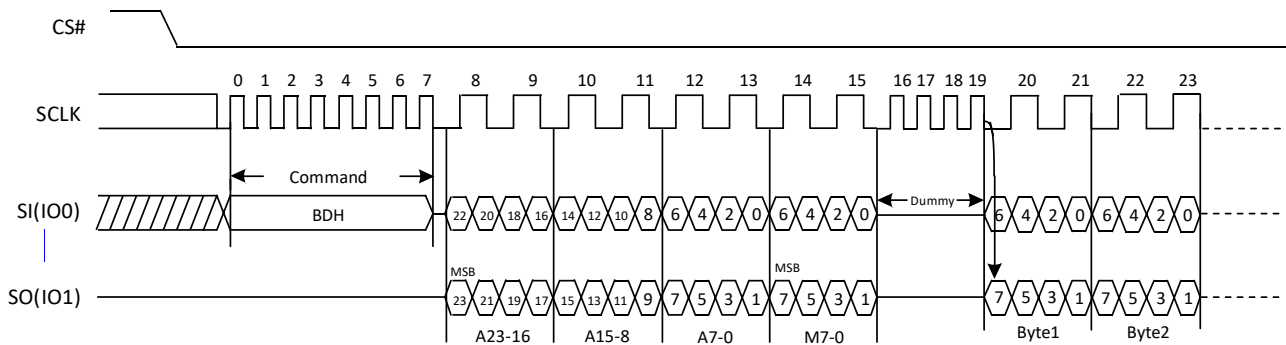 CS#
0 1 2 3 4 5 6 7 8 9 10 11 12 13 14 15 16 17 18 19 20 21 22 23
SCLK
Command
SI(IO0) BDH 22 20 18 16 14 12 10 8 6 4 2 0 6 4 2 0 Dummy 6 4 2 0 6 4 2 0
MSB MSB
SO(IO1) 23 21 19 17 15 13 11 9 7 5 3 1 7 5 3 1 7 5 3 1 7 5 3 1
A23-16 A15-8 A7-0 M7-0 Byte1 Byte2